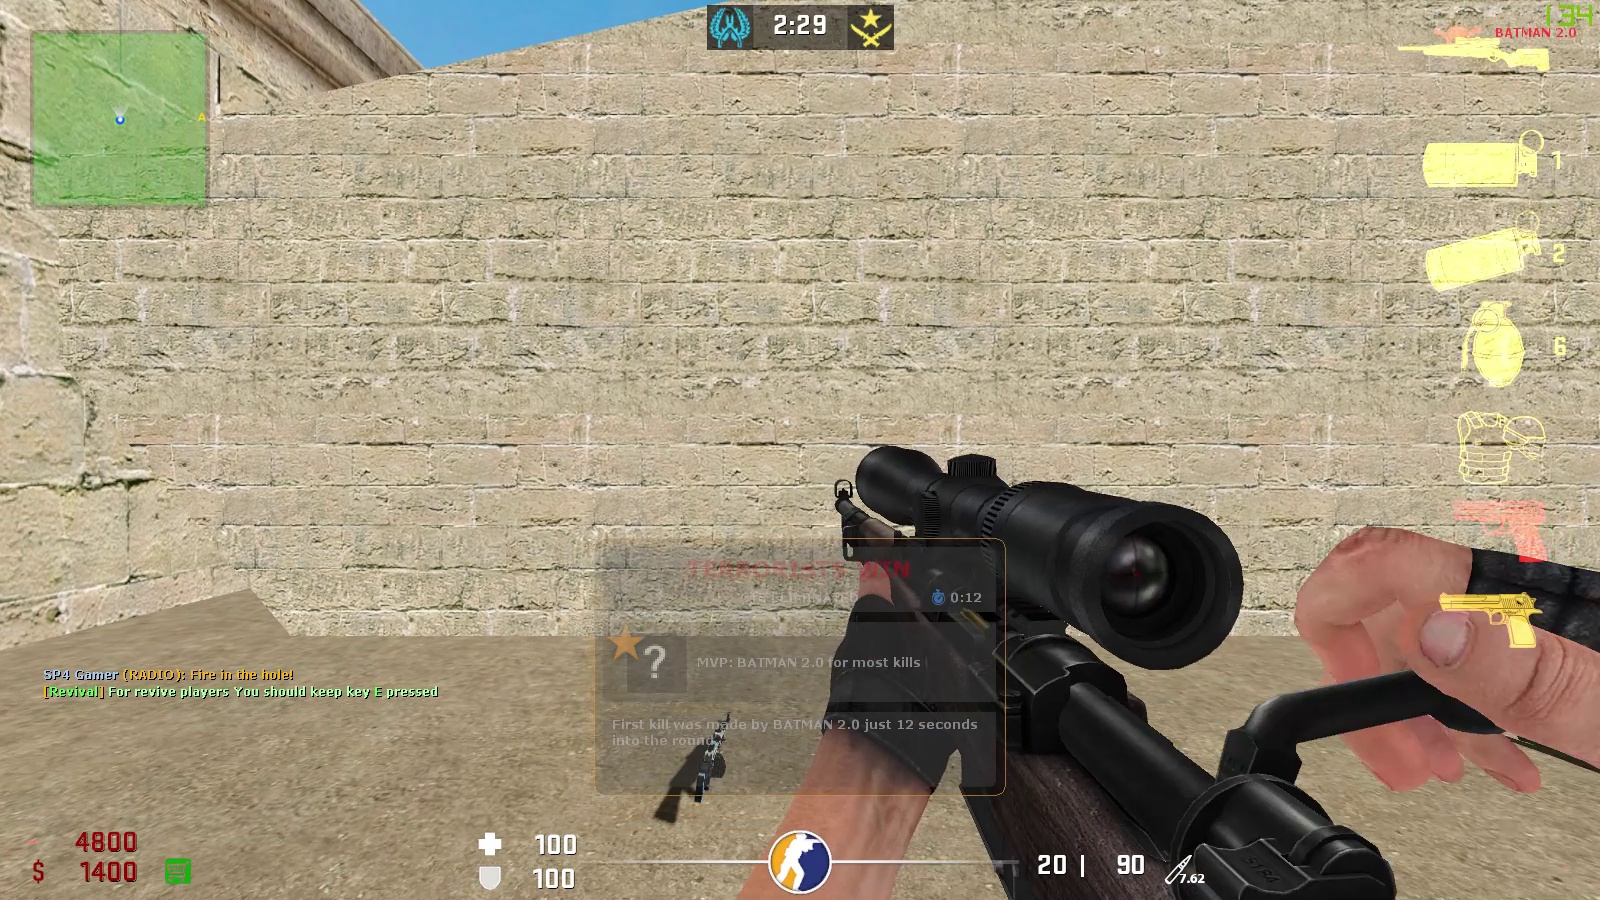 2:29
134
BATMAN 2.0
A
1
2
6
TERRORISTS WIN
0:12
?
MVP: BATMAN 2.0 for most kills
First kill was made by BATMAN 2.0 just 12 seconds
into the round
SP4 Gamer (RADIO): Fire in the hole!
[Revival] For revive players You should keep key E pressed
4800
$ 1400
100
100
20 | 90
7.62